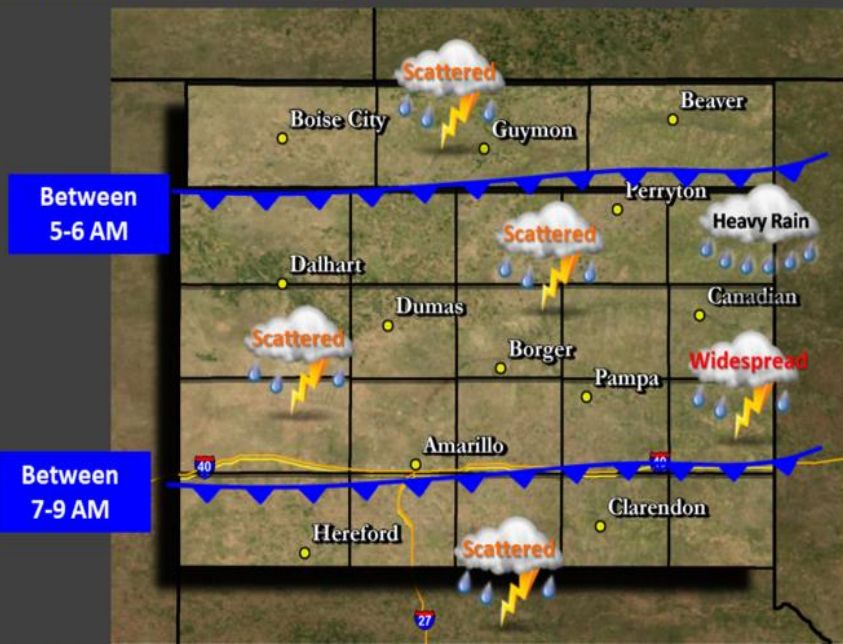 Scattered
Boise City
Guymon
Beaver
Between
5-6 AM
Perryton
Scattered
Heavy Rain
Dalhart
Dumas
Canadian
Scattered
Borger
Widespread
Pampa
Amarillo
40
40
Between
7-9 AM
Hereford
Clarendon
Scattered
27